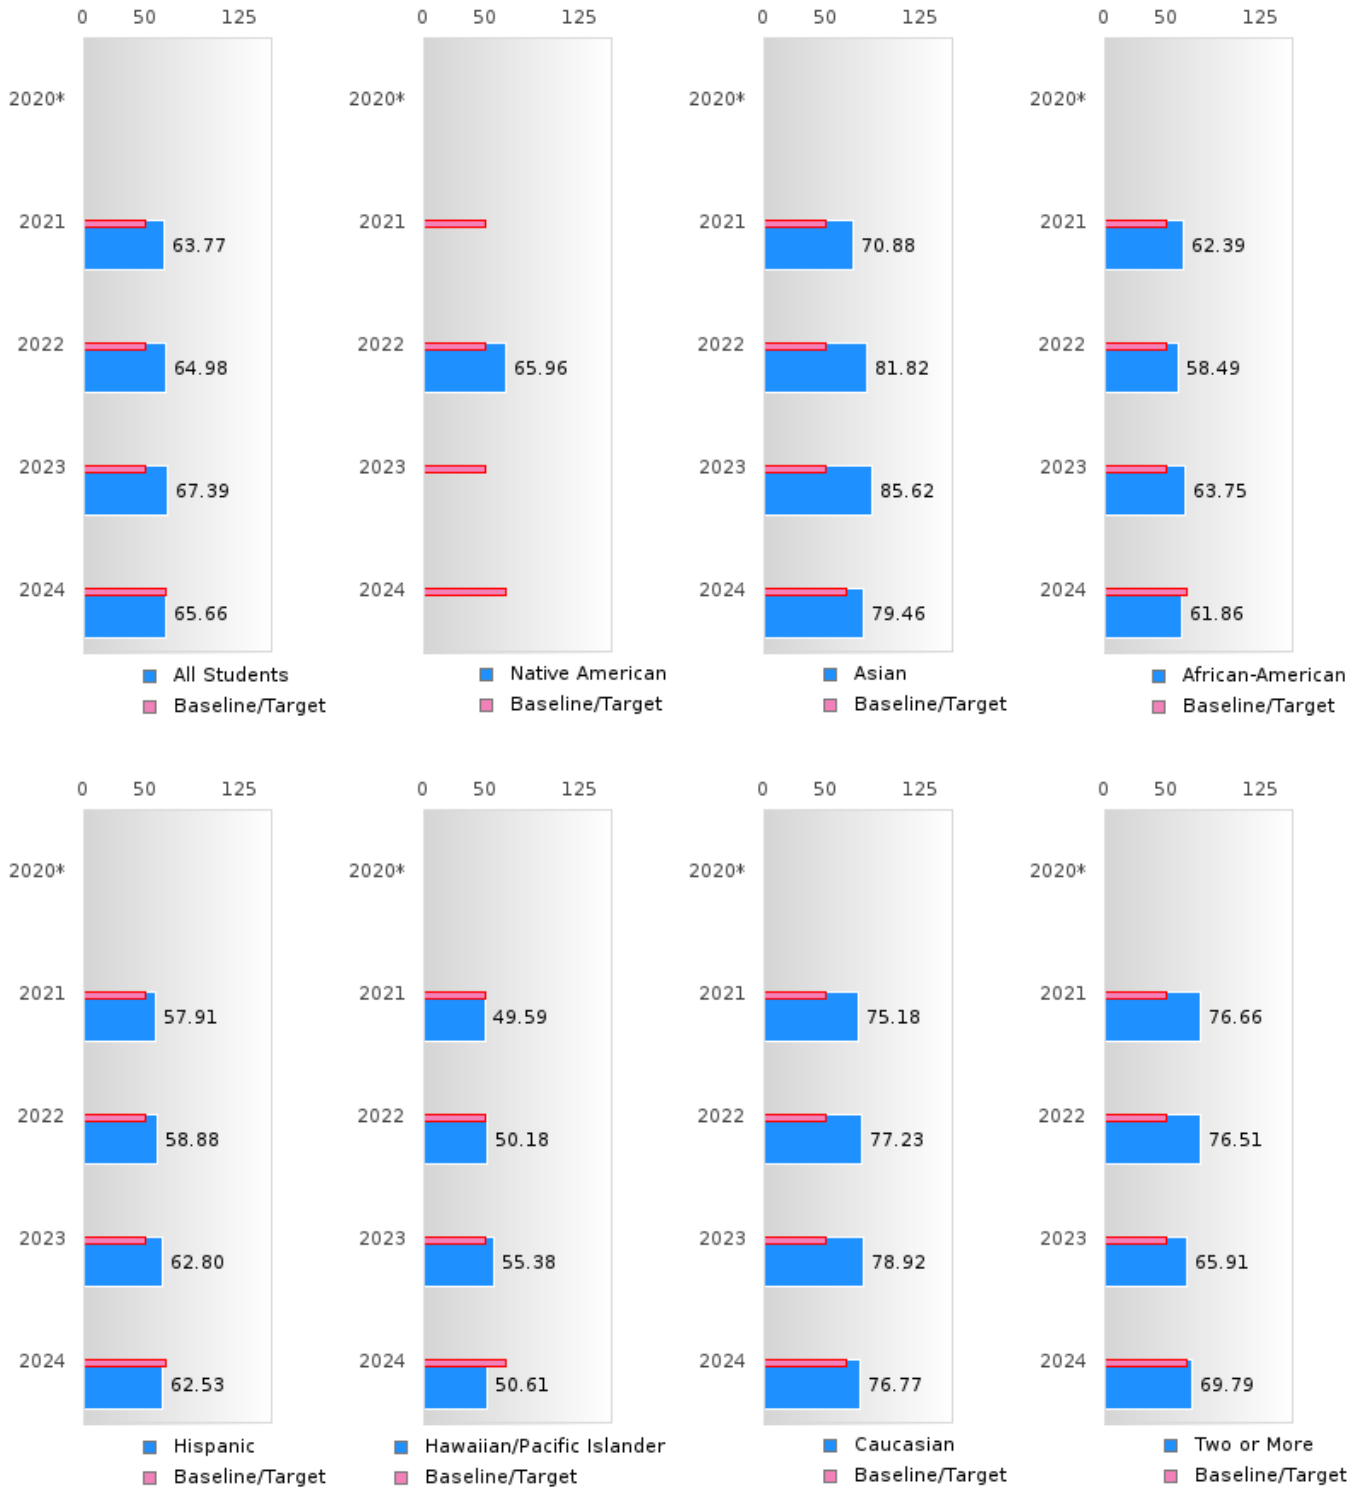 0 50 125 0 50 125 0 50 125 0 50 125
2020* 2020* 2020* 2020*
2021 2021 2021 2021
63.77 70.88 62.39
2022 2022 2022 2022
64.98 65.96 81.82 58.49
2023 2023 2023 2023
67.39 85.62 63.75
2024 2024 2024 2024
65.66 79.46 61.86
All Students Native American Asian African-American
Baseline/Target Baseline/Target Baseline/Target Baseline/Target
0 50 125 0 50 125 0 50 125 0 50 125
2020* 2020* 2020* 2020*
2021 2021 2021 2021
57.91 49.59 75.18 76.66
2022 2022 2022 2022
58.88 50.18 77.23 76.51
2023 2023 2023 2023
62.80 55.38 78.92 65.91
2024 2024 2024 2024
62.53 50.61 76.77 69.79
Hispanic Hawaiian/Pacific Islander Caucasian Two or More
Baseline/Target Baseline/Target Baseline/Target Baseline/Target